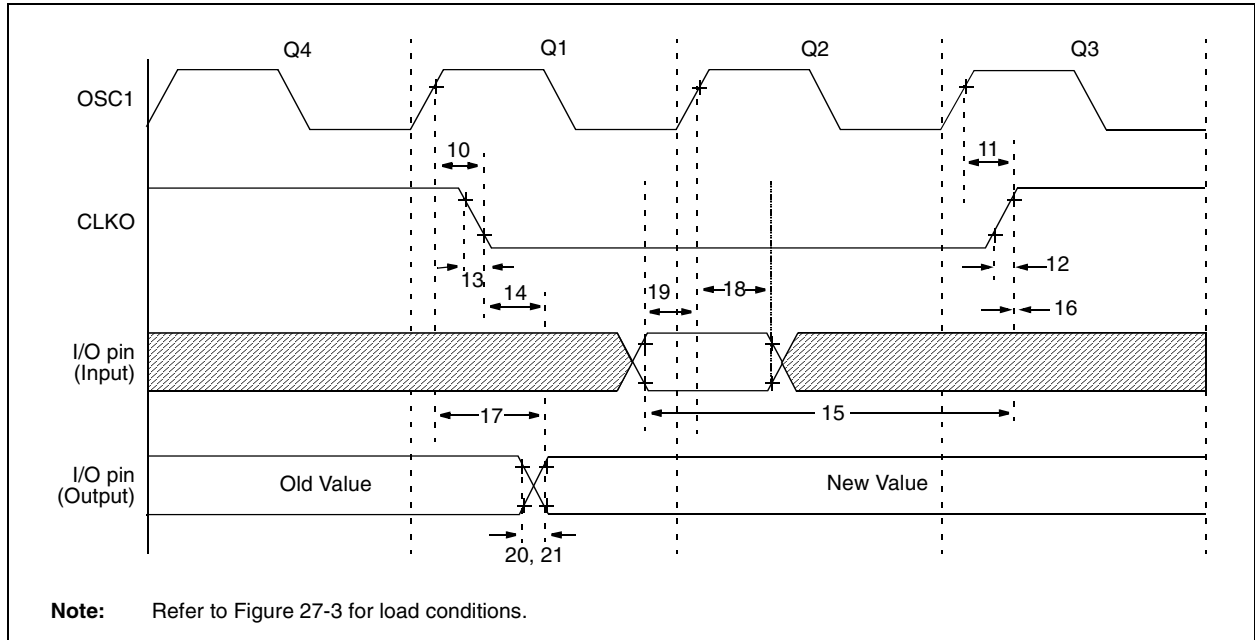 Q4 Q1 Q2 Q3
OSC1
10 11
CLKO
13 12
14 19 18 16
I/O pin
(Input)
17 15
I/O pin
(Output)
Old Value New Value
20, 21
Note: Refer to Figure 27-3 for load conditions.